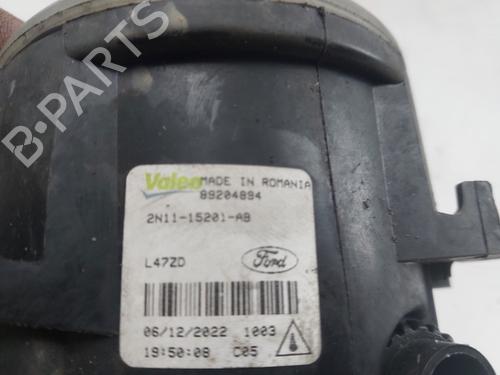 Valeo MADE IN ROMANIA
89204894
2N11-15201-AB
L47ZD Ford
06/12/2022 1003
19:50:08 C05
B-PARTS